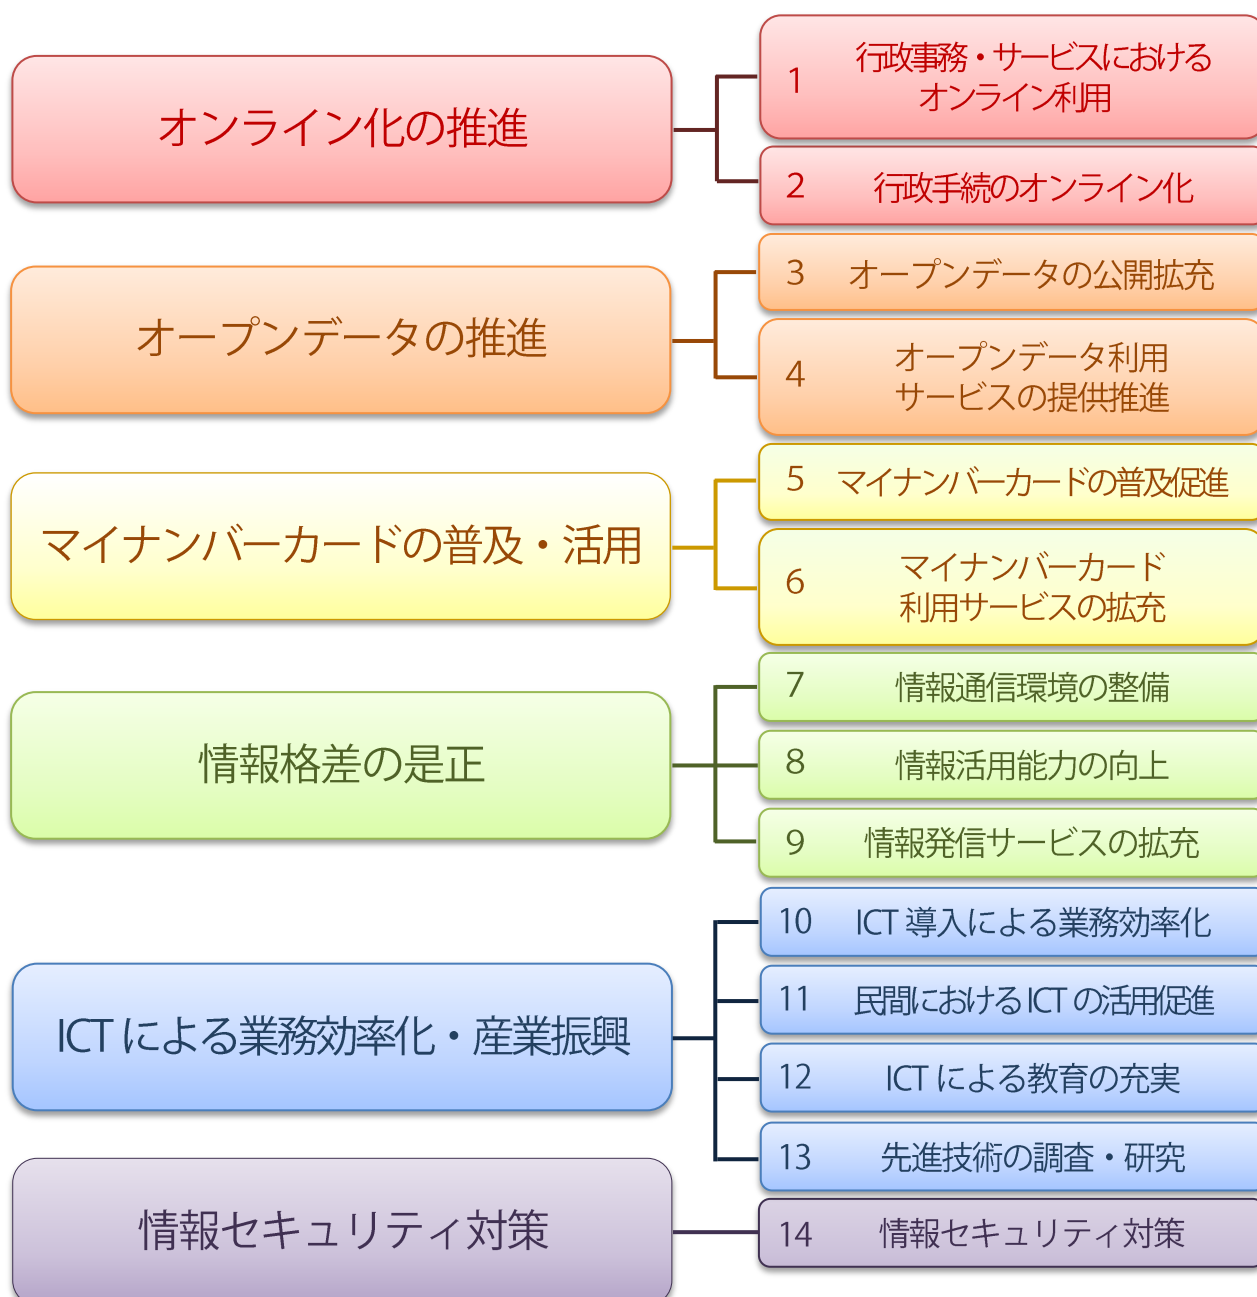 オンライン化の推進
1 行政事務・サービスにおける
オンライン利用
2 行政手続のオンライン化
オープンデータの推進
3 オープンデータの公開拡充
4 オープンデータ利用
サービスの提供推進
マイナンバーカードの普及・活用
5 マイナンバーカードの普及促進
6 マイナンバーカード
利用サービスの拡充
情報格差の是正
7 情報通信環境の整備
8 情報活用能力の向上
9 情報発信サービスの拡充
ICTによる業務効率化・産業振興
10 ICT導入による業務効率化
11 民間におけるICTの活用促進
12 ICTによる教育の充実
13 先進技術の調査・研究
情報セキュリティ対策
14 情報セキュリティ対策